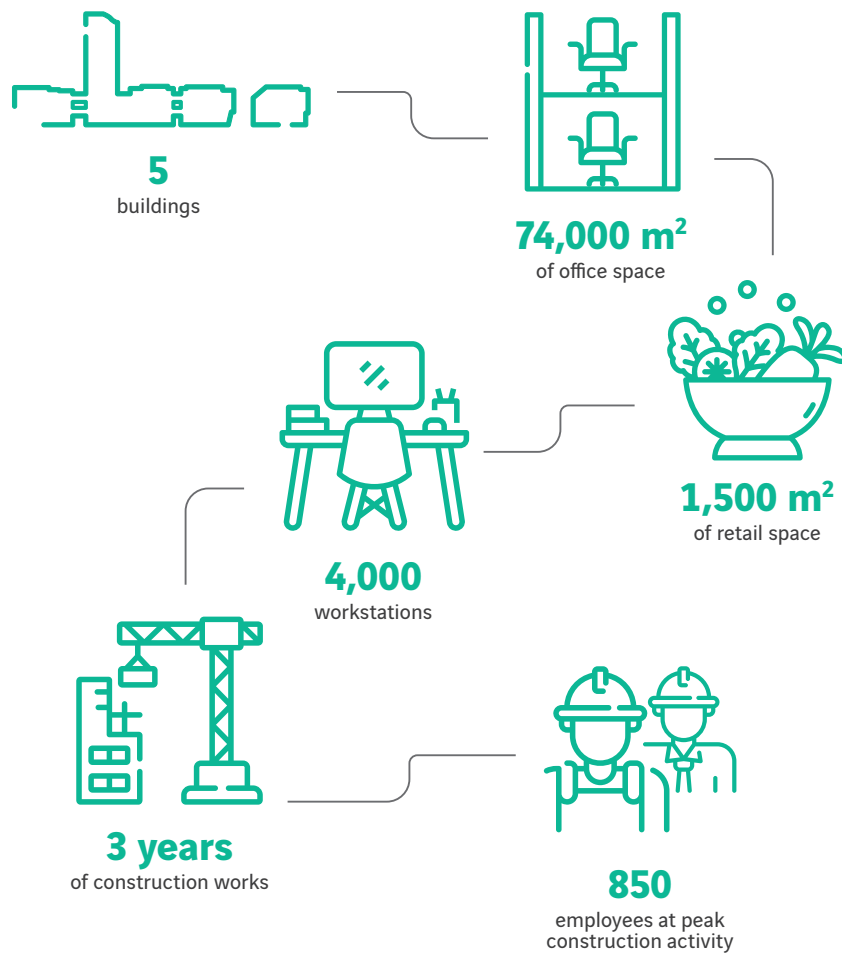 5
buildings
74,000 m²
of office space
1,500 m²
of retail space
4,000
workstations
3 years
of construction works
850
employees at peak
construction activity